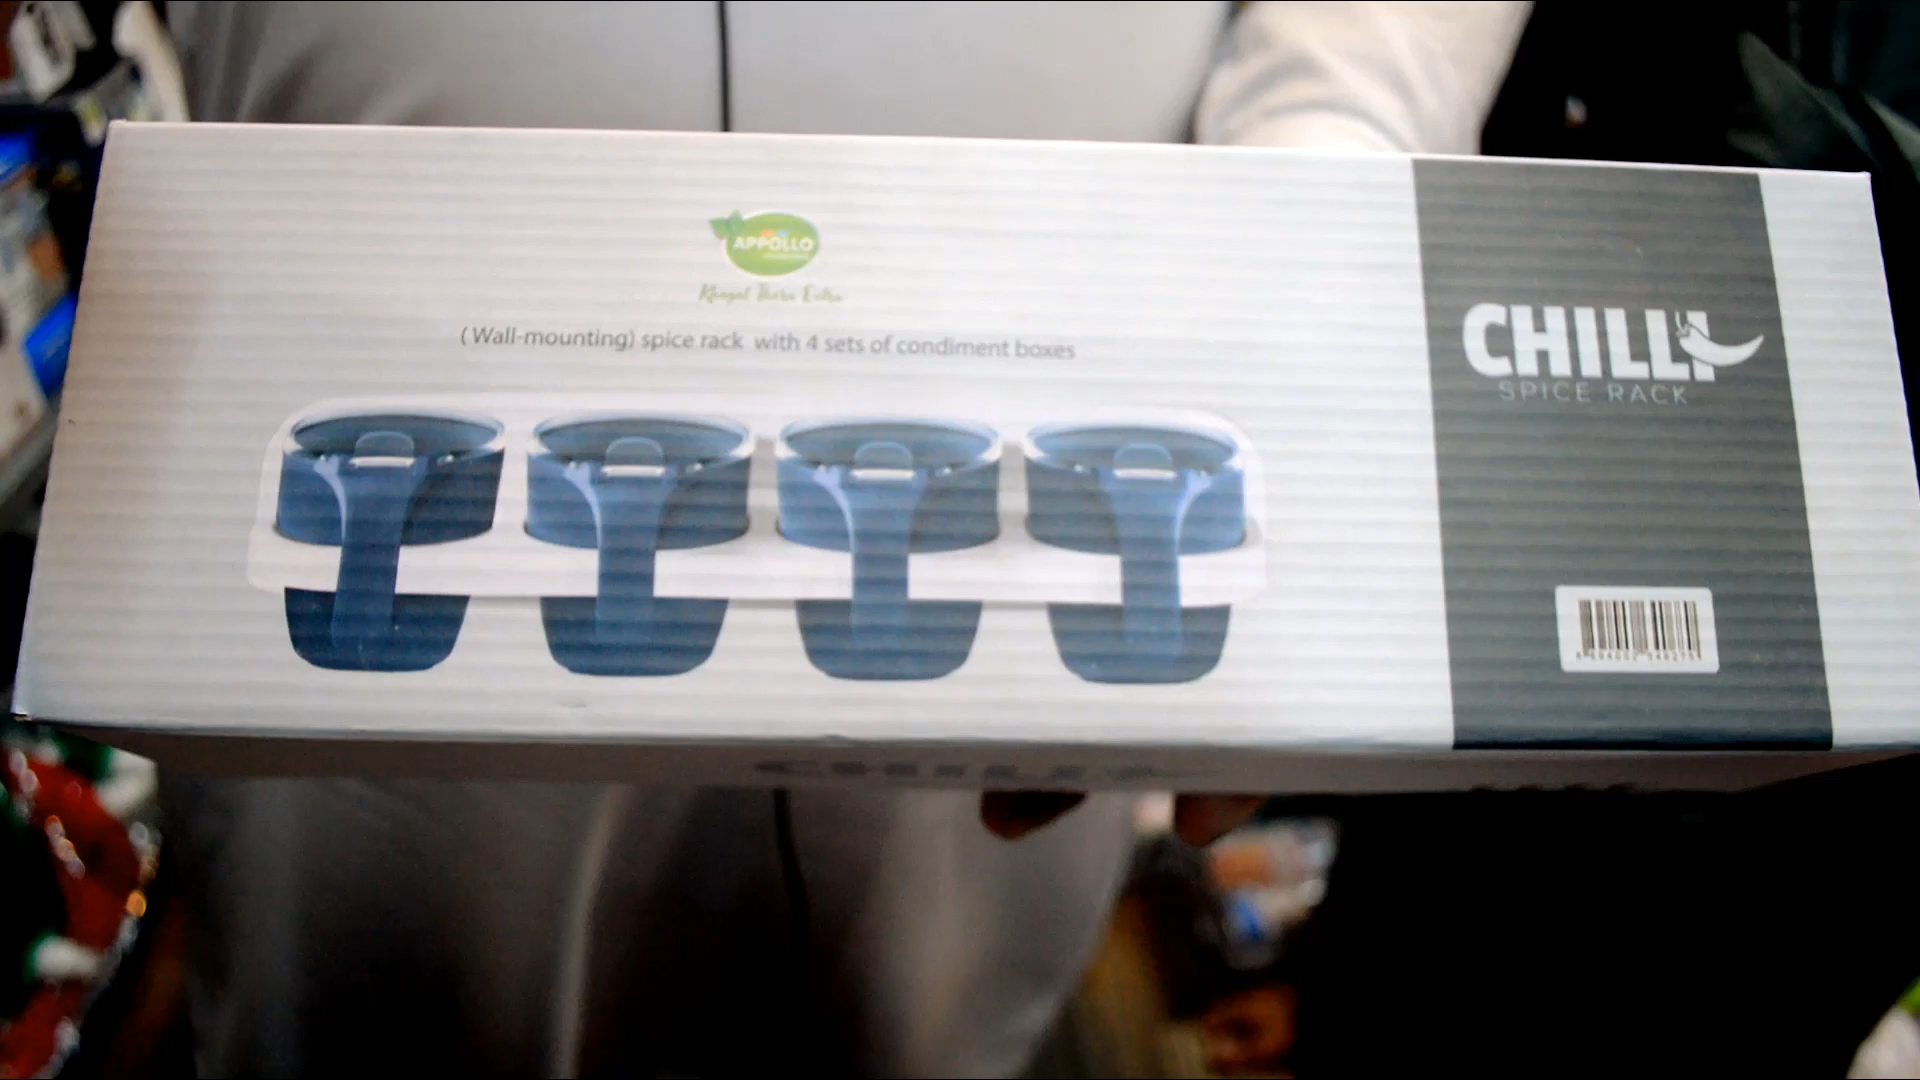 APPOLLO
(Wall-mounting) spice rack with 4 sets of condiment boxes
CHILLI
SPICE RACK